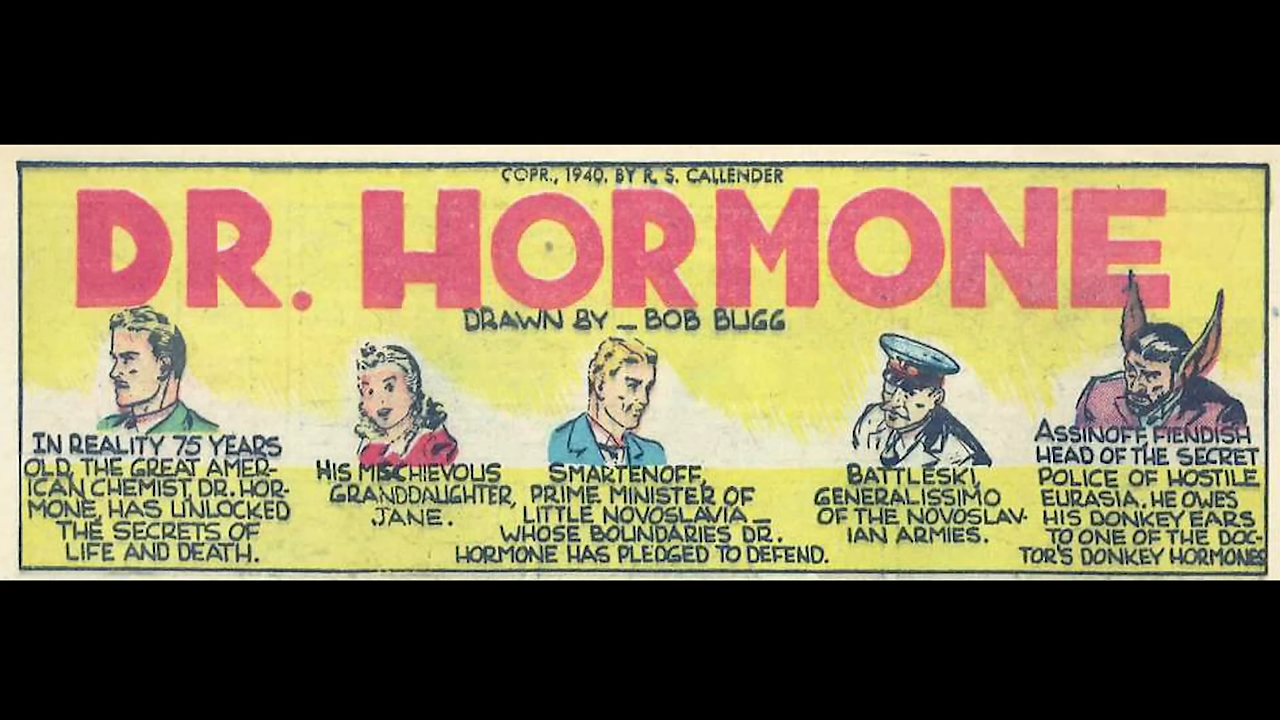 COPR., 1940, BY R. S. CALLENDER
DR. HORMONE
DRAWN BY — BOB BUGG
IN REALITY 75 YEARS
OLD, THE GREAT AMER-
ICAN CHEMIST, DR. HOR-
MONE, HAS UNLOCKED
THE SECRETS OF
LIFE AND DEATH.
HIS MISCHIEVOUS
GRANDDAUGHTER,
JANE.
SMARTENOFF,
PRIME MINISTER OF
LITTLE NOVOSLAVIA —
WHOSE BOUNDARIES DR.
HORMONE HAS PLEDGED TO DEFEND.
BATTLESKI,
GENERALISSIMO
OF THE NOVOSLAV-
IAN ARMIES.
ASSINOFF, FIENDISH
HEAD OF THE SECRET
POLICE OF HOSTILE
EURASIA. HE OWES
HIS DONKEY EARS
TO ONE OF THE DOC-
TOR'S DONKEY HORMONES